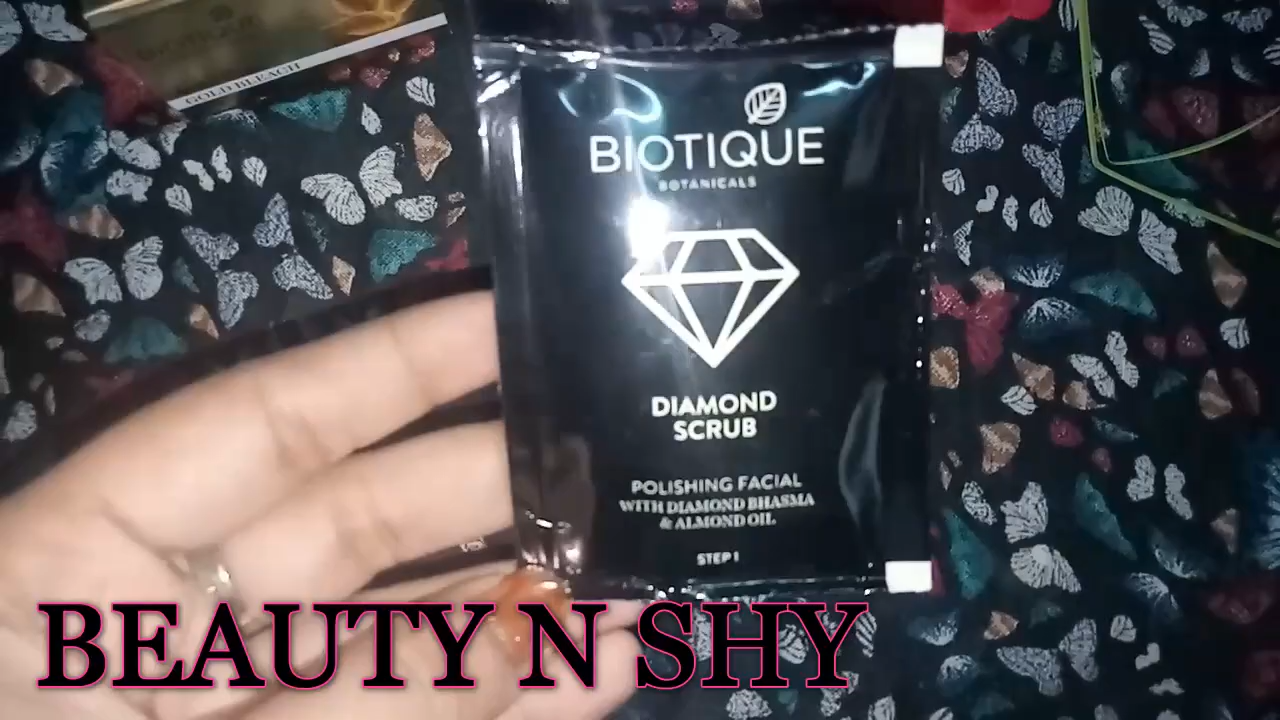 GOLD BLEACH
BIOTIQUE
BOTANICALS
DIAMOND
SCRUB
POLISHING FACIAL
WITH DIAMOND BHASMA
& ALMOND OIL
STEP 1
BEAUTY N SHY